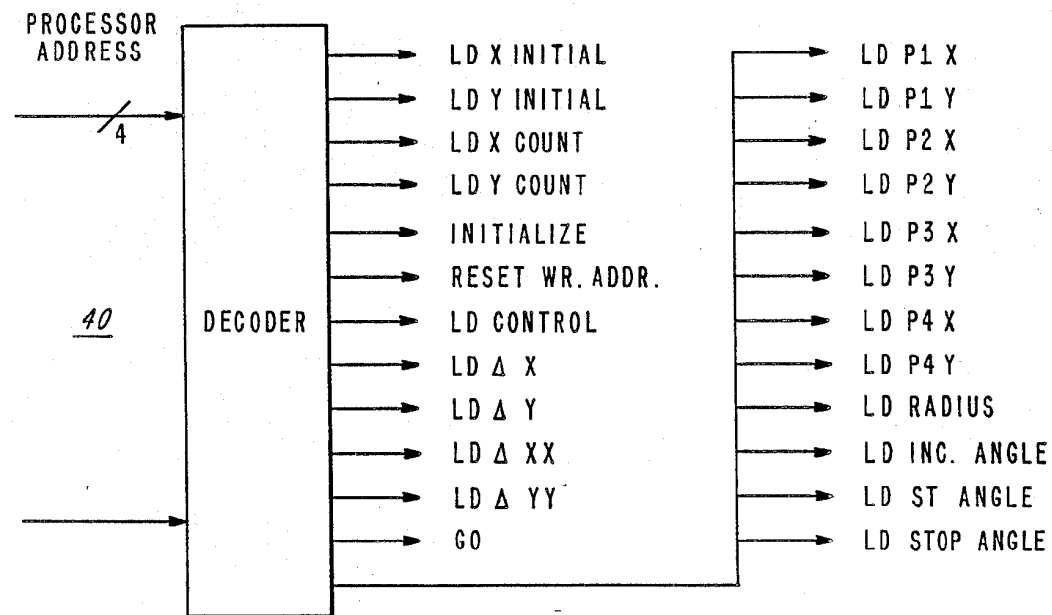 PROCESSOR
ADDRESS
4
40
DECODER
LD X INITIAL
LD Y INITIAL
LD X COUNT
LD Y COUNT
INITIALIZE
RESET WR. ADDR.
LD CONTROL
LD Δ X
LD Δ Y
LD Δ XX
LD Δ YY
GO
LD P1 X
LD P1 Y
LD P2 X
LD P2 Y
LD P3 X
LD P3 Y
LD P4 X
LD P4 Y
LD RADIUS
LD INC. ANGLE
LD ST ANGLE
LD STOP ANGLE